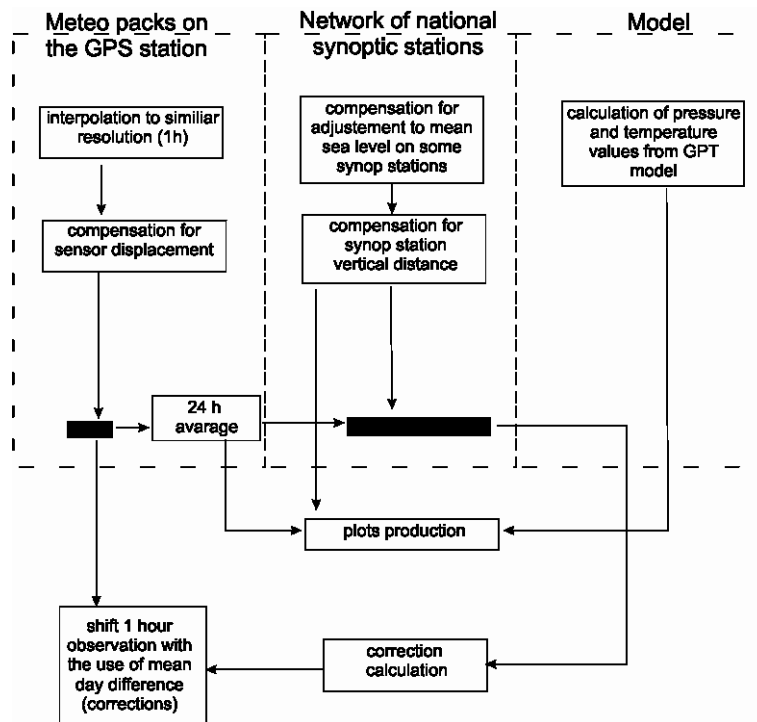 Meteo packs on
the GPS station
Network of national
synoptic stations
Model
interpolation to similiar
resolution (1h)
compensation for
adjustement to mean
sea level on some
synop stations
calculation of pressure
and temperature
values from GPT
model
compensation for
sensor displacement
compensation for
synop station
vertical distance
24 h
avarage
plots production
shift 1 hour
observation with
the use of mean
day difference
(corrections)
correction
calculation